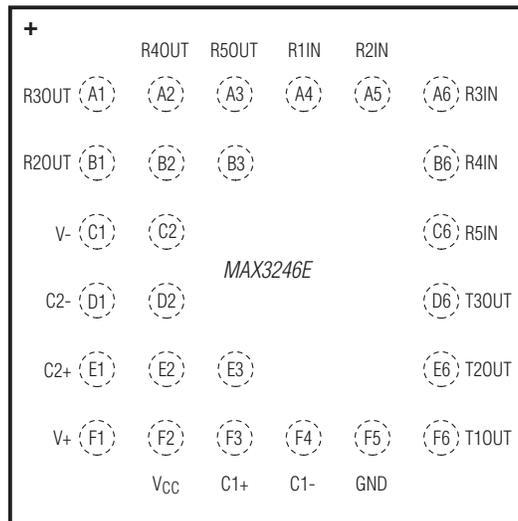 +
R4OUT R5OUT R1IN R2IN
R3OUT A1 A2 A3 A4 A5 A6 R3IN
R2OUT B1 B2 B3 B6 R4IN
V- C1 C2 C6 R5IN
MAX3246E
C2- D1 D2 D6 T3OUT
C2+ E1 E2 E3 E6 T2OUT
V+ F1 F2 F3 F4 F5 F6 T1OUT
VCC C1+ C1- GND